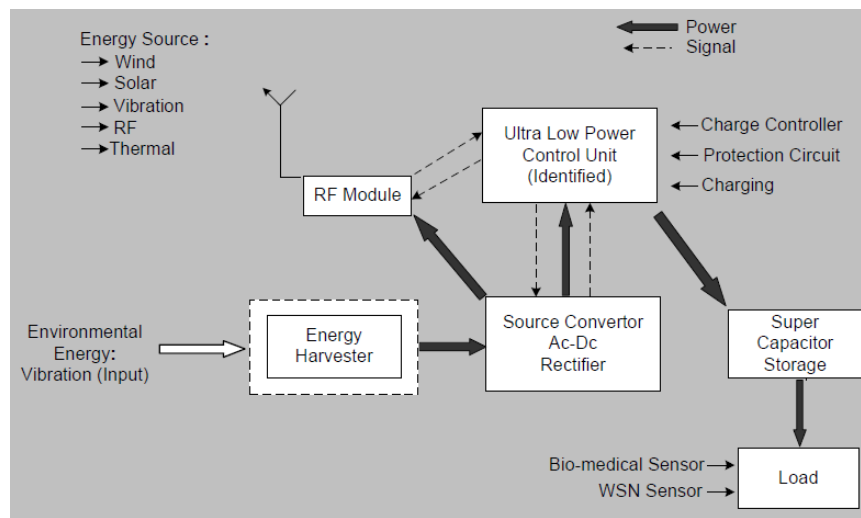 Energy Source :
Wind
Solar
Vibration
RF
Thermal
Power
Signal
Ultra Low Power
Control Unit
(Identified)
Charge Controller
Protection Circuit
Charging
RF Module
Environmental
Energy:
Vibration (Input)
Energy
Harvester
Source Convertor
Ac-Dc
Rectifier
Super
Capacitor
Storage
Bio-medical Sensor
WSN Sensor
Load